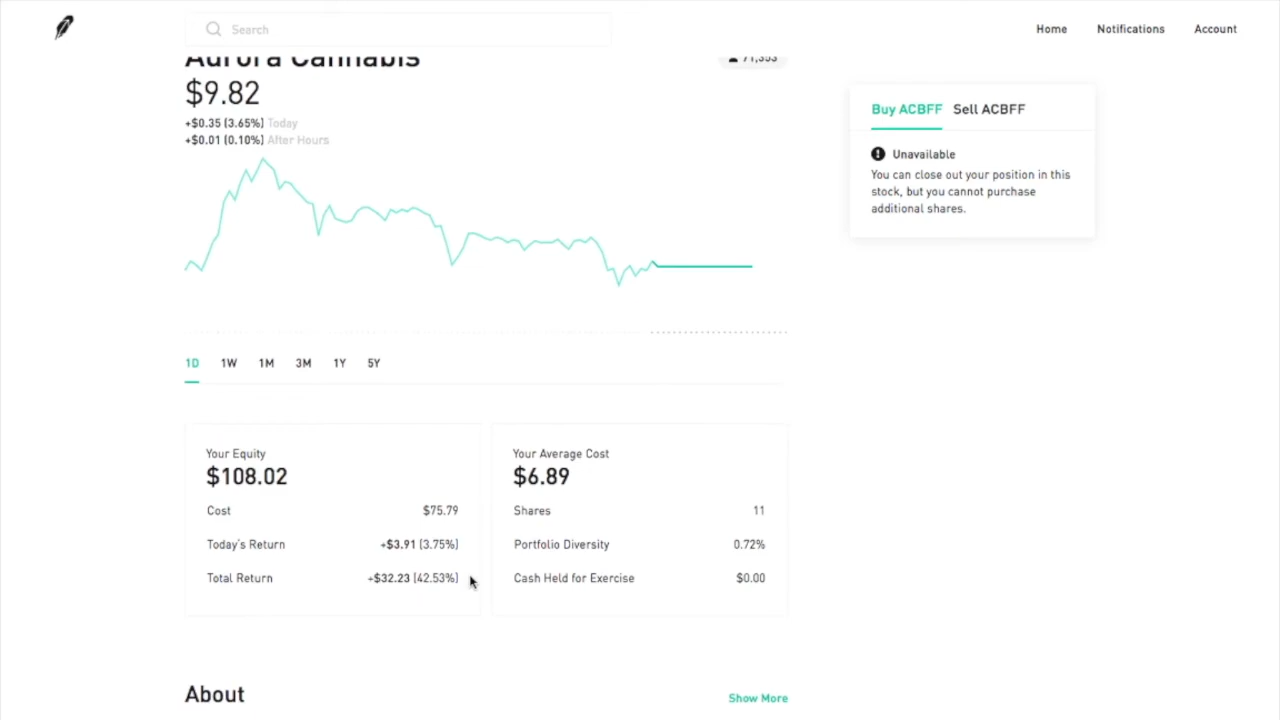 Search
Home Notifications Account
Aurora Cannabis
71,353
$9.82
+$0.35 (3.65%) Today
+$0.01 (0.10%) After Hours
Buy ACBFF Sell ACBFF
Unavailable
You can close out your position in this
stock, but you cannot purchase
additional shares.
1D 1W 1M 3M 1Y 5Y
Your Equity
$108.02
Cost $75.79
Today's Return +$3.91 (3.75%)
Total Return +$32.23 (42.53%)
Your Average Cost
$6.89
Shares 11
Portfolio Diversity 0.72%
Cash Held for Exercise $0.00
About
Show More